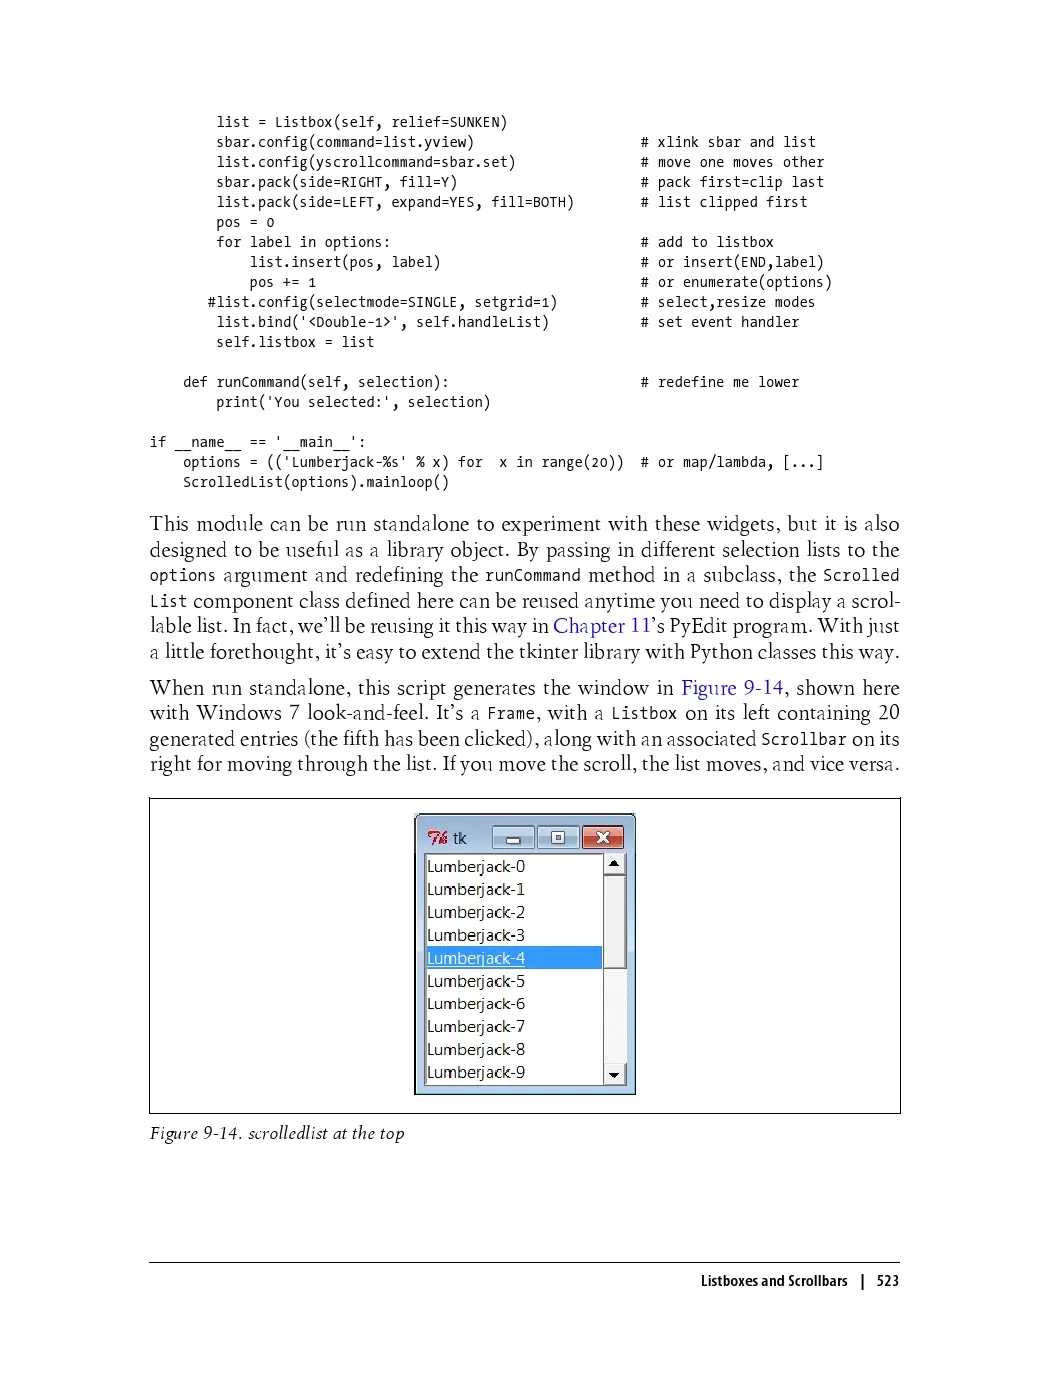 list = Listbox(self, relief=SUNKEN)
sbar.config(command=list.yview)                    # xlink sbar and list
list.config(yscrollcommand=sbar.set)               # move one moves other
sbar.pack(side=RIGHT, fill=Y)                      # pack first=clip last
list.pack(side=LEFT, expand=YES, fill=BOTH)        # list clipped first
pos = 0
for label in options:                              # add to listbox
list.insert(pos, label)                        # or insert(END,label)
pos += 1                                       # or enumerate(options)
#list.config(selectmode=SINGLE, setgrid=1)          # select,resize modes
list.bind('<Double-1>', self.handleList)           # set event handler
self.listbox = list
def runCommand(self, selection):                       # redefine me lower
print('You selected:', selection)
if __name__ == '__main__':
options = (('Lumberjack-%s' % x) for  x in range(20))  # or map/lambda, [...]
ScrolledList(options).mainloop()
This module can be run standalone to experiment with these widgets, but it is also
designed to be useful as a library object. By passing in different selection lists to the
options argument and redefining the runCommand method in a subclass, the Scrolled
List component class defined here can be reused anytime you need to display a scrol-
lable list. In fact, we’ll be reusing it this way in Chapter 11’s PyEdit program. With just
a little forethought, it’s easy to extend the tkinter library with Python classes this way.
When run standalone, this script generates the window in Figure 9-14, shown here
with Windows 7 look-and-feel. It’s a Frame, with a Listbox on its left containing 20
generated entries (the fifth has been clicked), along with an associated Scrollbar on its
right for moving through the list. If you move the scroll, the list moves, and vice versa.
tk
Lumberjack-0
Lumberjack-1
Lumberjack-2
Lumberjack-3
Lumberjack-4
Lumberjack-5
Lumberjack-6
Lumberjack-7
Lumberjack-8
Lumberjack-9
Figure 9-14. scrolledlist at the top
Listboxes and Scrollbars | 523